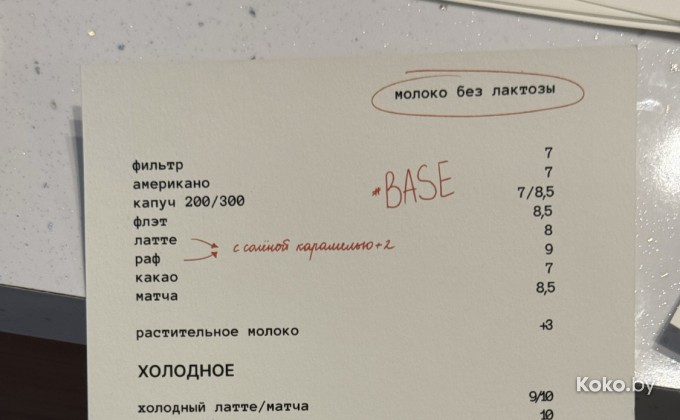 молоко без лактозы
фильтр 7
американо 7
#BASE
капуч 200/300 7/8,5
флэт 8,5
латте 8
с солёной карамелью +2
раф 9
какао 7
матча 8,5
растительное молоко +3
ХОЛОДНОЕ
холодный латте/матча 9/10
10
Koko.by